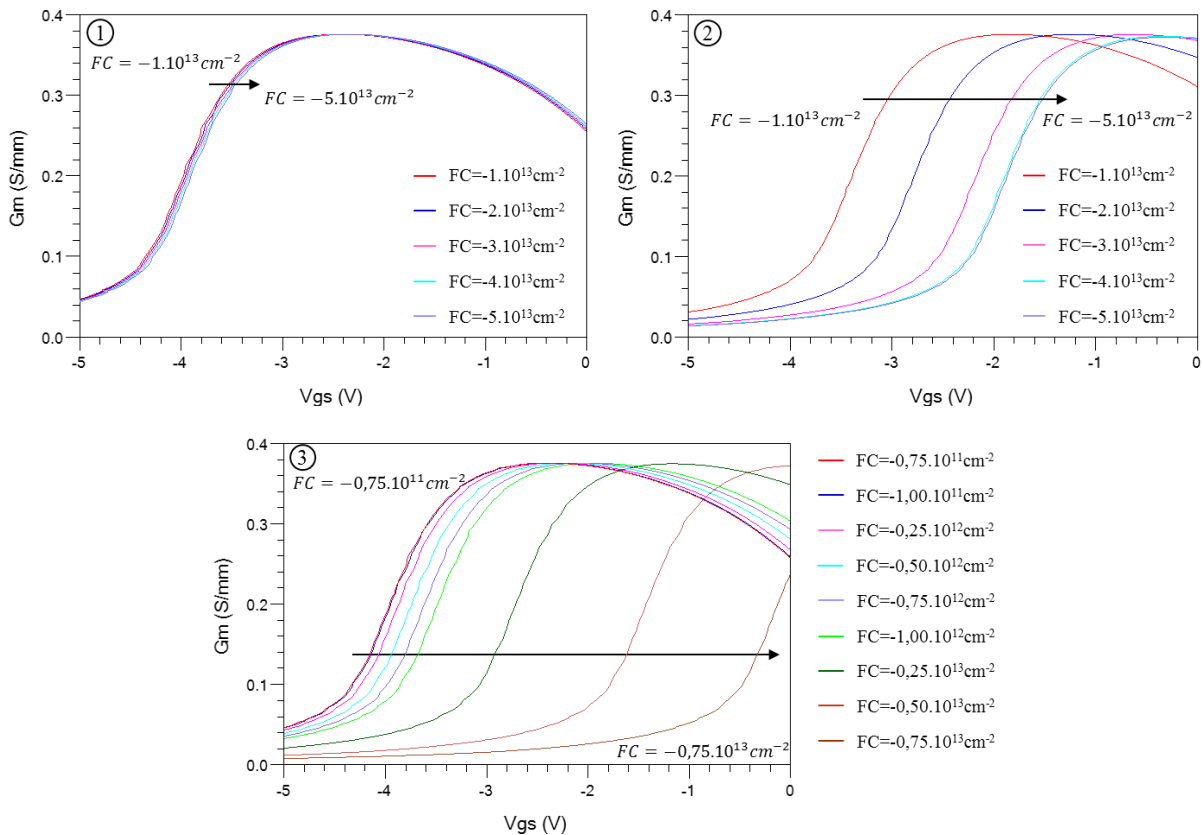 ①
0.4
0.3
0.2
0.1
0.0
Gm (S/mm)
FC = −1.10¹³cm⁻²
FC = −5.10¹³cm⁻²
FC=-1.10¹³cm⁻²
FC=-2.10¹³cm⁻²
FC=-3.10¹³cm⁻²
FC=-4.10¹³cm⁻²
FC=-5.10¹³cm⁻²
-5 -4 -3 -2 -1 0
Vgs (V)
②
0.4
0.3
0.2
0.1
0.0
Gm (S/mm)
FC = −1.10¹³cm⁻²
FC = −5.10¹³cm⁻²
FC=-1.10¹³cm⁻²
FC=-2.10¹³cm⁻²
FC=-3.10¹³cm⁻²
FC=-4.10¹³cm⁻²
FC=-5.10¹³cm⁻²
-5 -4 -3 -2 -1 0
Vgs (V)
③
0.4
0.3
0.2
0.1
0.0
Gm (S/mm)
FC = −0,75.10¹¹cm⁻²
FC = −0,75.10¹³cm⁻²
-5 -4 -3 -2 -1 0
Vgs (V)
FC=-0,75.10¹¹cm⁻²
FC=-1,00.10¹¹cm⁻²
FC=-0,25.10¹²cm⁻²
FC=-0,50.10¹²cm⁻²
FC=-0,75.10¹²cm⁻²
FC=-1,00.10¹²cm⁻²
FC=-0,25.10¹³cm⁻²
FC=-0,50.10¹³cm⁻²
FC=-0,75.10¹³cm⁻²